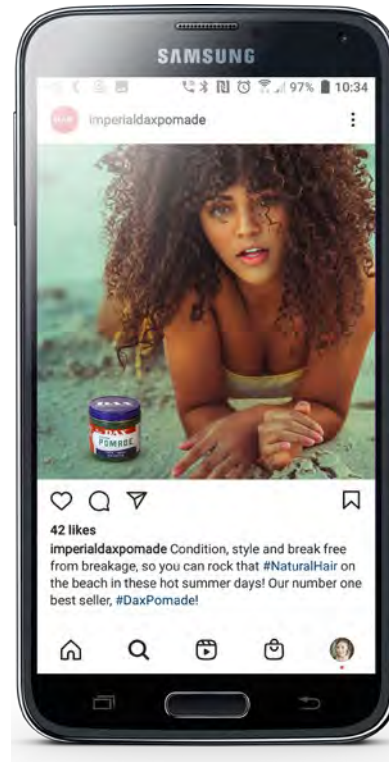 SAMSUNG
97% 10:34
imperialdaxpomade
DAX
POMADE
42 likes
imperialdaxpomade Condition, style and break free
from breakage, so you can rock that #NaturalHair on
the beach in these hot summer days! Our number one
best seller, #DaxPomade!